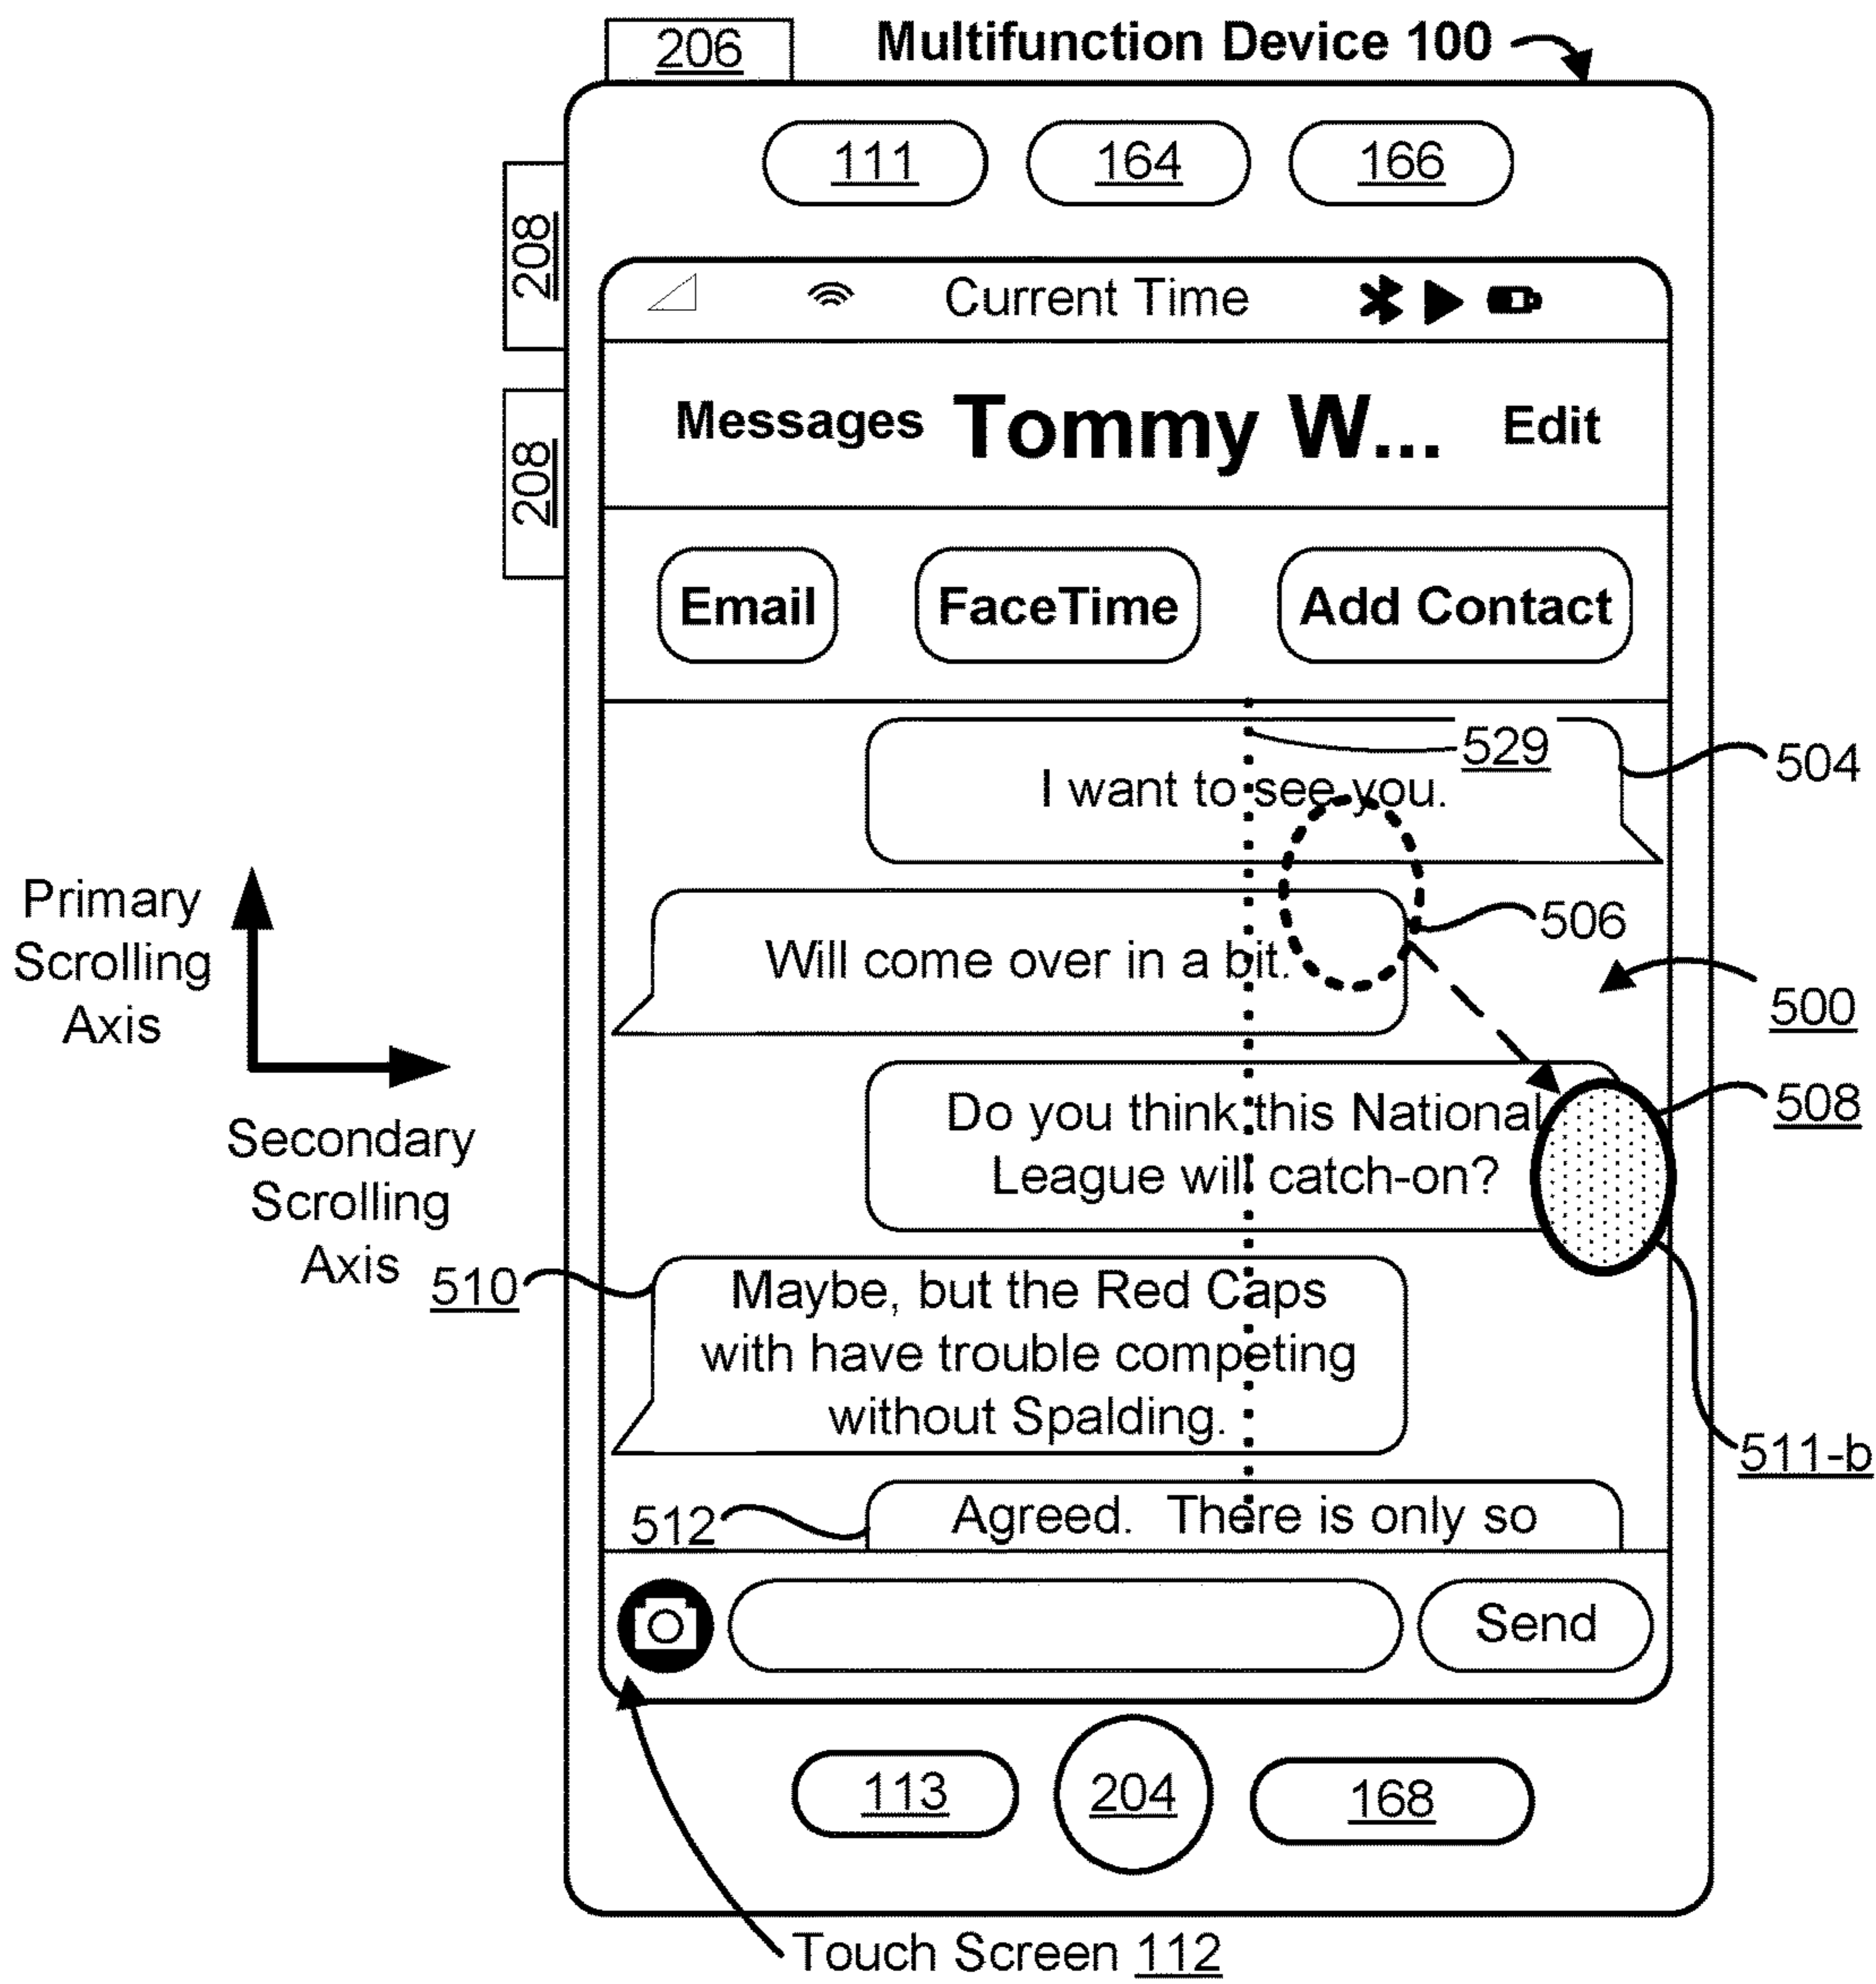 206
Multifunction Device 100
111
164
166
208
208
Current Time
Messages
Tommy W...
Edit
Email
FaceTime
Add Contact
529
504
I want to see you.
Primary
Scrolling
Axis
506
Will come over in a bit.
500
Secondary
Scrolling
Axis
Do you think this National
League will catch-on?
508
510
Maybe, but the Red Caps
with have trouble competing
without Spalding.
511-b
512
Agreed. There is only so
Send
113
204
168
Touch Screen 112